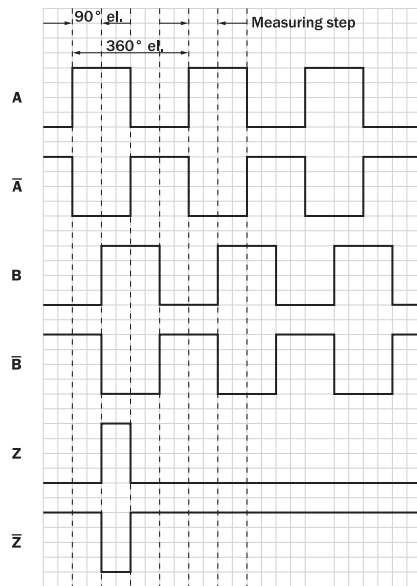 90° el.
Measuring step
360° el.
A
A̅
B
B̅
Z
Z̅